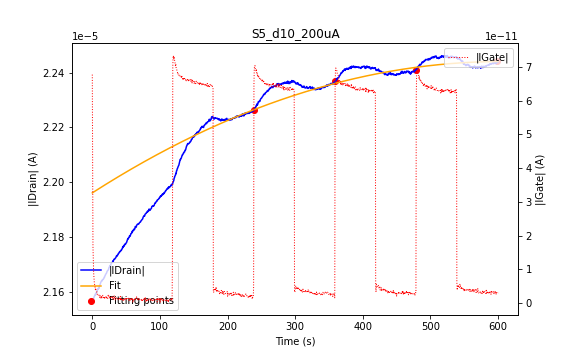 S5_d10_200uA
1e−5
1e−11
|IGate|
2.24
2.22
2.20
2.18
2.16
|IDrain| (A)
7
6
5
4
3
2
1
0
|IGate| (A)
|IDrain|
Fit
Fitting points
0 100 200 300 400 500 600
Time (s)